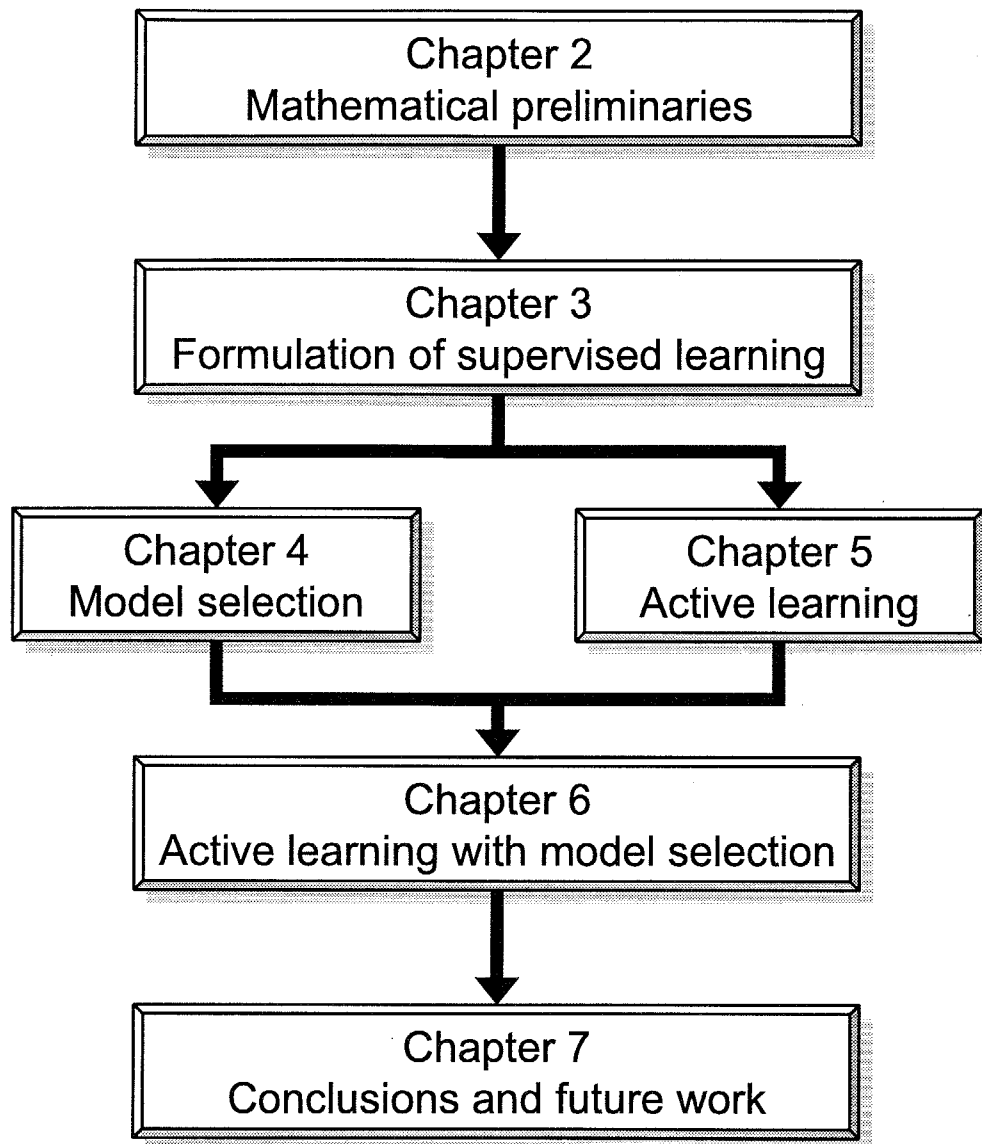 Chapter 2
Mathematical preliminaries
Chapter 3
Formulation of supervised learning
Chapter 4
Model selection
Chapter 5
Active learning
Chapter 6
Active learning with model selection
Chapter 7
Conclusions and future work